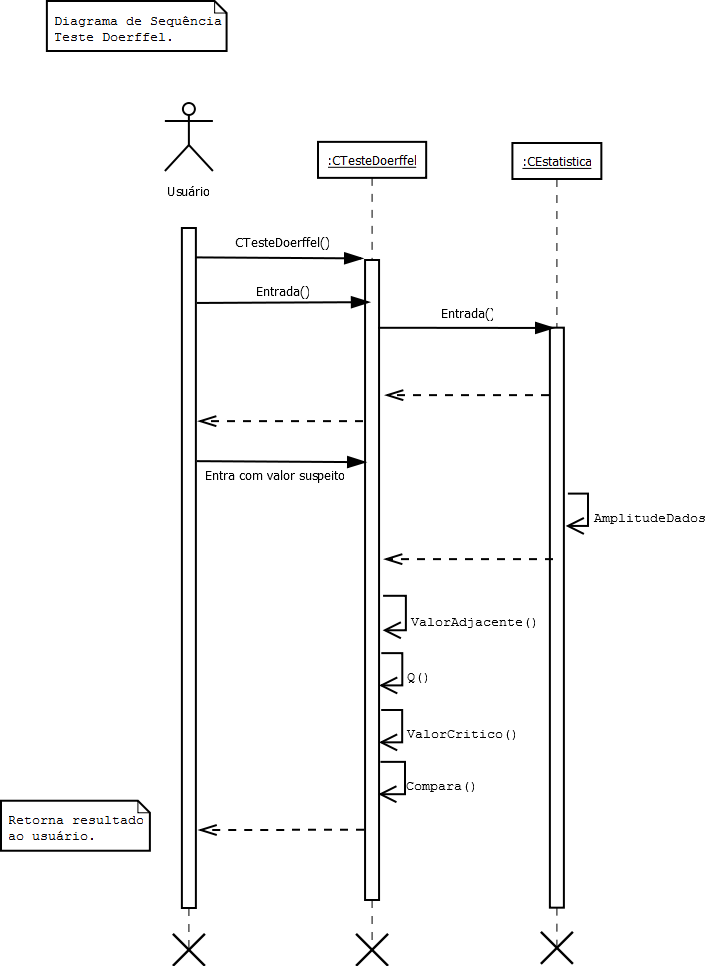 Diagrama de Sequência
Teste Doerffel.
Usuário
:CTesteDoerffel
:CEstatistica
CTesteDoerffel()
Entrada()
Entrada()
Entra com valor suspeito
AmplitudeDados
ValorAdjacente()
Q()
ValorCritico()
Compara()
Retorna resultado
ao usuário.